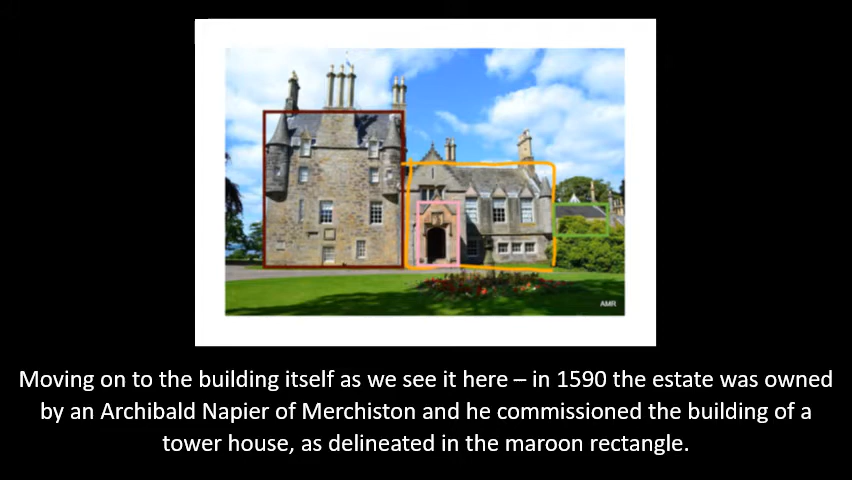 AMR
Moving on to the building itself as we see it here – in 1590 the estate was owned
by an Archibald Napier of Merchiston and he commissioned the building of a
tower house, as delineated in the maroon rectangle.